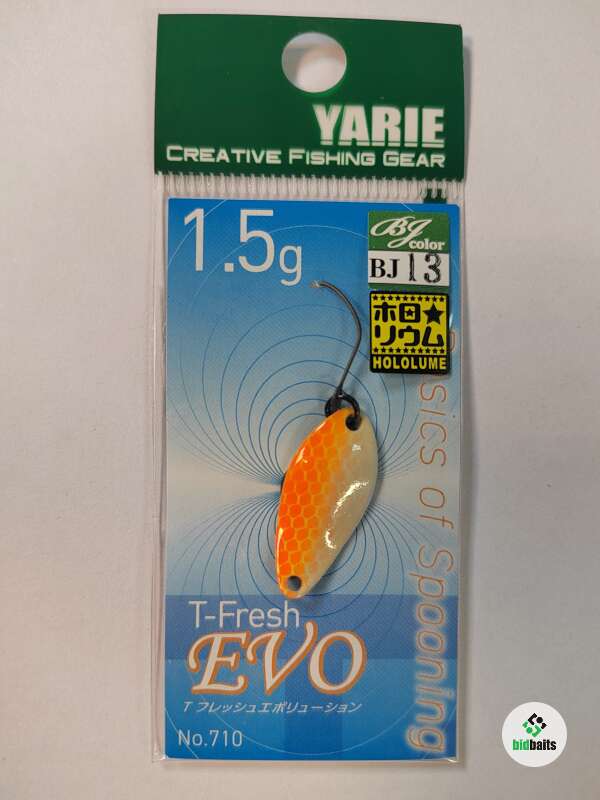 YARIE
CREATIVE FISHING GEAR
1.5g
BJ
color
BJ 13
ホロ★
リウム
HOLOLUME
Basics of Spooning
T-Fresh
EVO
T フレッシュエボリューション
No.710
bidbaits